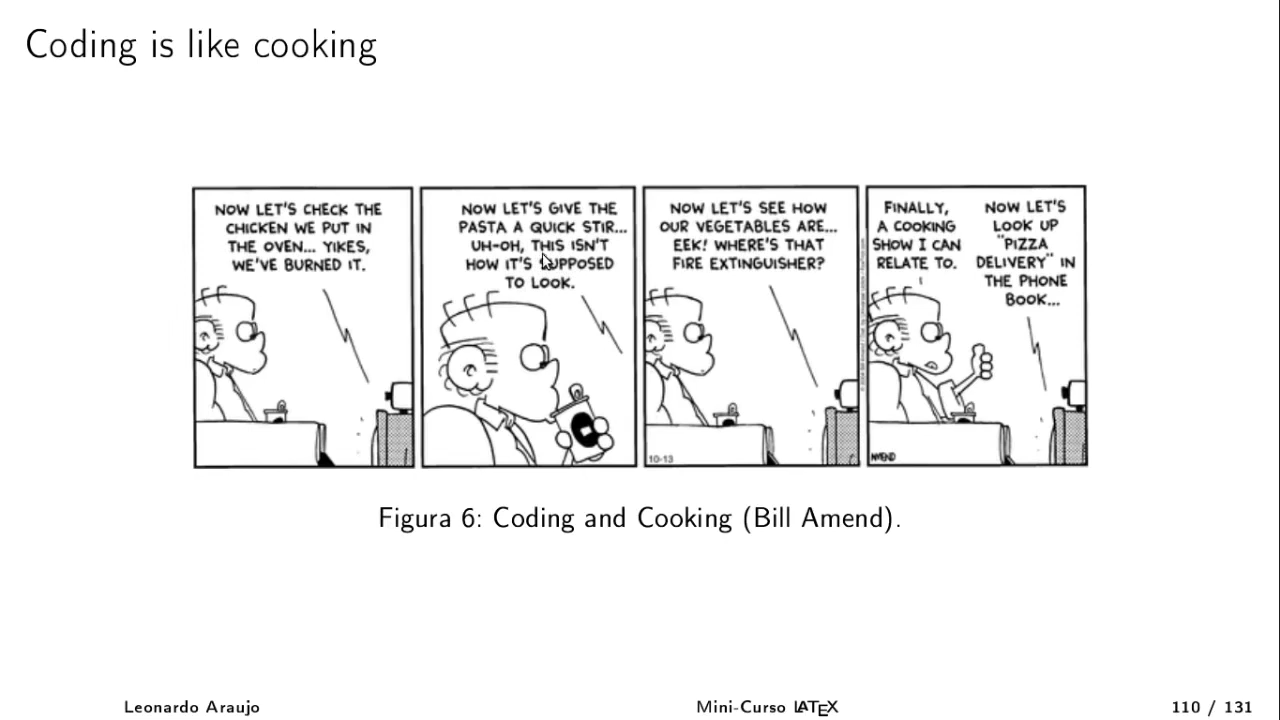 Coding is like cooking
NOW LET'S CHECK THE
CHICKEN WE PUT IN
THE OVEN... YIKES,
WE'VE BURNED IT.
NOW LET'S GIVE THE
PASTA A QUICK STIR...
UH-OH, THIS ISN'T
HOW IT'S SUPPOSED
TO LOOK.
NOW LET'S SEE HOW
OUR VEGETABLES ARE...
EEK! WHERE'S THAT
FIRE EXTINGUISHER?
10-13
FINALLY,
A COOKING
SHOW I CAN
RELATE TO.
NOW LET'S
LOOK UP
"PIZZA
DELIVERY" IN
THE PHONE
BOOK...
AMEND
Figura 6: Coding and Cooking (Bill Amend).
Leonardo Araujo
Mini-Curso LATEX
110 / 131